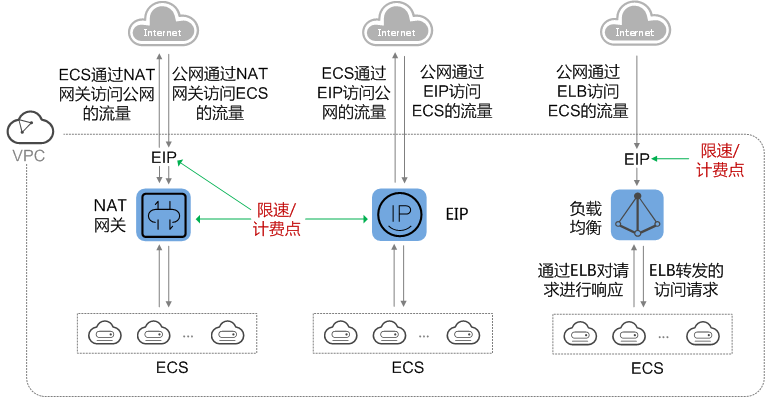 Internet
Internet
Internet
ECS通过NAT
网关访问公网
的流量
公网通过NAT
网关访问ECS
的流量
ECS通过
EIP访问公
网的流量
公网通过
EIP访问
ECS的流量
公网通过
ELB访问
ECS的流量
VPC
EIP
EIP
限速/
计费点
NAT
网关
限速/
计费点
IP
EIP
负载
均衡
通过ELB对请
求进行响应
ELB转发的
访问请求
...
...
...
ECS
ECS
ECS